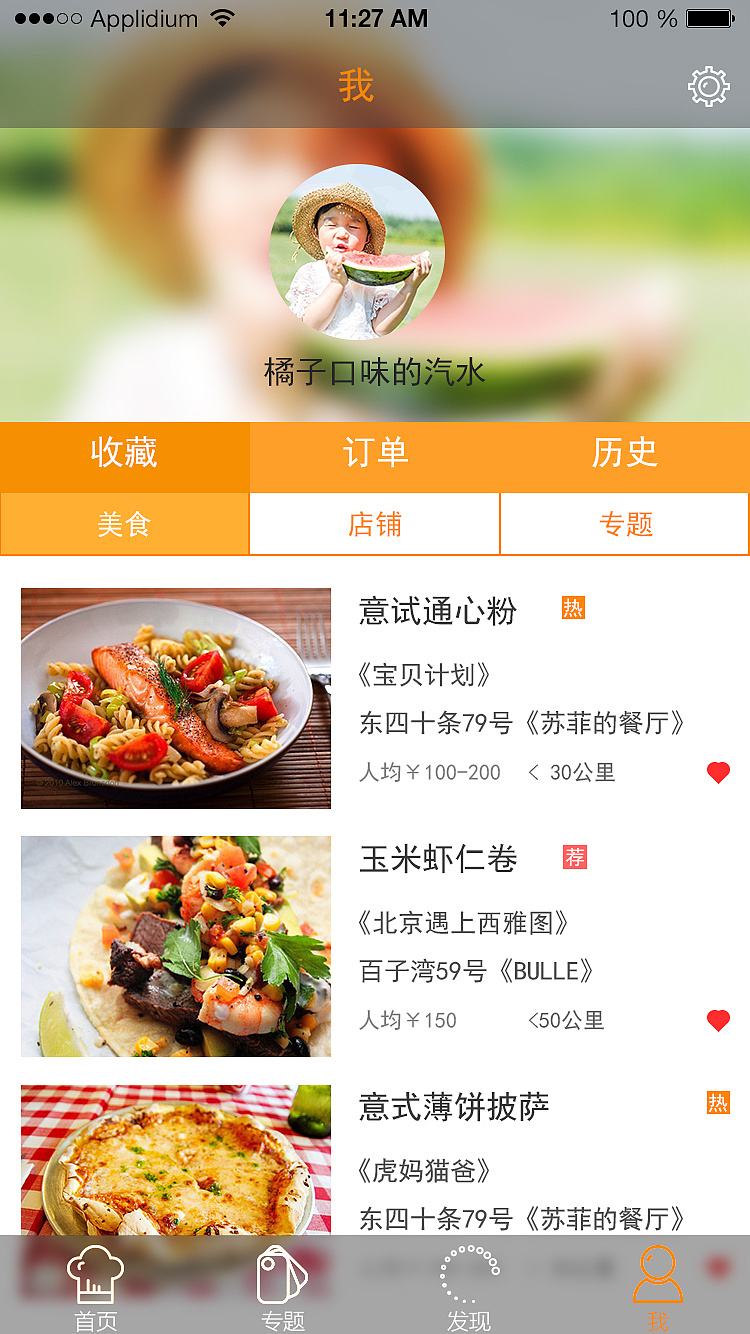 Applidium 11:27 AM 100 %
我
橘子口味的汽水
收藏 订单 历史
美食 店铺 专题
意试通心粉 热
《宝贝计划》
东四十条79号《苏菲的餐厅》
人均￥100-200 < 30公里
玉米虾仁卷 荐
《北京遇上西雅图》
百子湾59号《BULLE》
人均￥150 <50公里
意式薄饼披萨 热
《虎妈猫爸》
东四十条79号《苏菲的餐厅》
首页 专题 发现 我